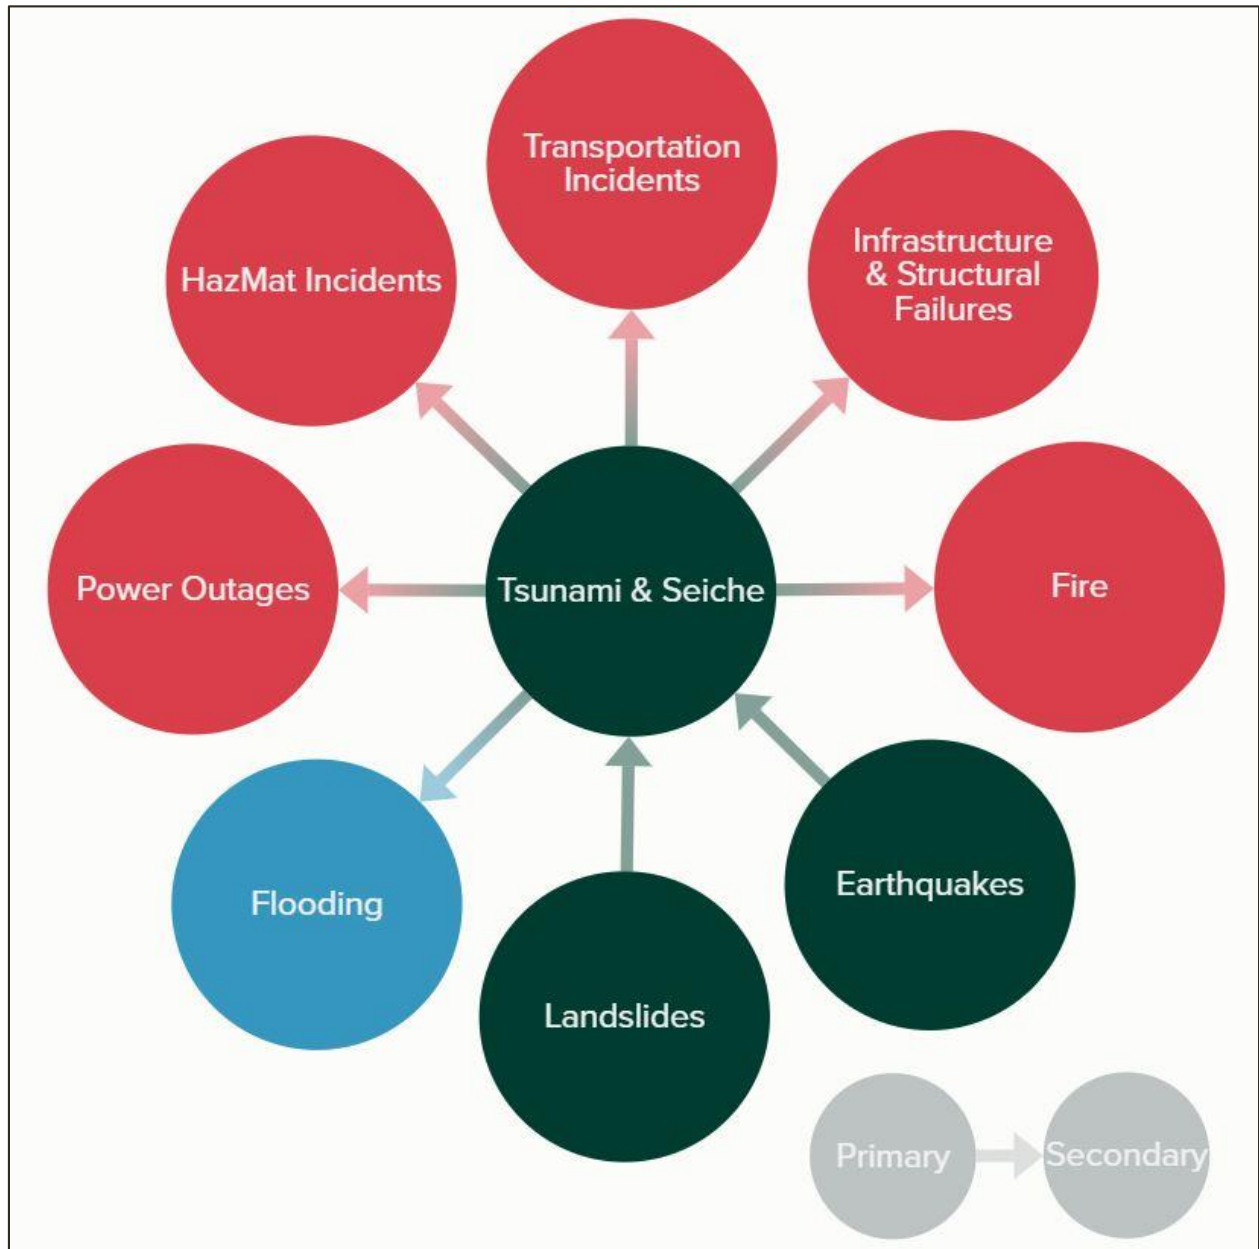 Transportation
Incidents
HazMat Incidents
Infrastructure
& Structural
Failures
Power Outages
Tsunami & Seiche
Fire
Flooding
Landslides
Earthquakes
Primary
Secondary